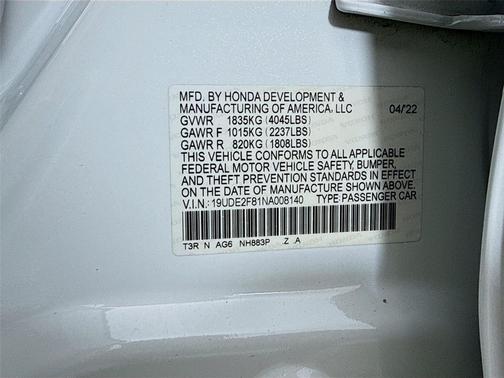 MFD. BY HONDA DEVELOPMENT &
MANUFACTURING OF AMERICA, LLC 04/22
GVWR 1835KG (4045LBS)
GAWR F 1015KG (2237LBS)
GAWR R 820KG (1808LBS)
THIS VEHICLE CONFORMS TO ALL APPLICABLE
FEDERAL MOTOR VEHICLE SAFETY, BUMPER,
AND THEFT PREVENTION STANDARDS IN EFFECT
ON THE DATE OF MANUFACTURE SHOWN ABOVE.
V.I.N.: 19UDE2F81NA008140 TYPE:PASSENGER CAR
T3R N AG6 NH883P Z A